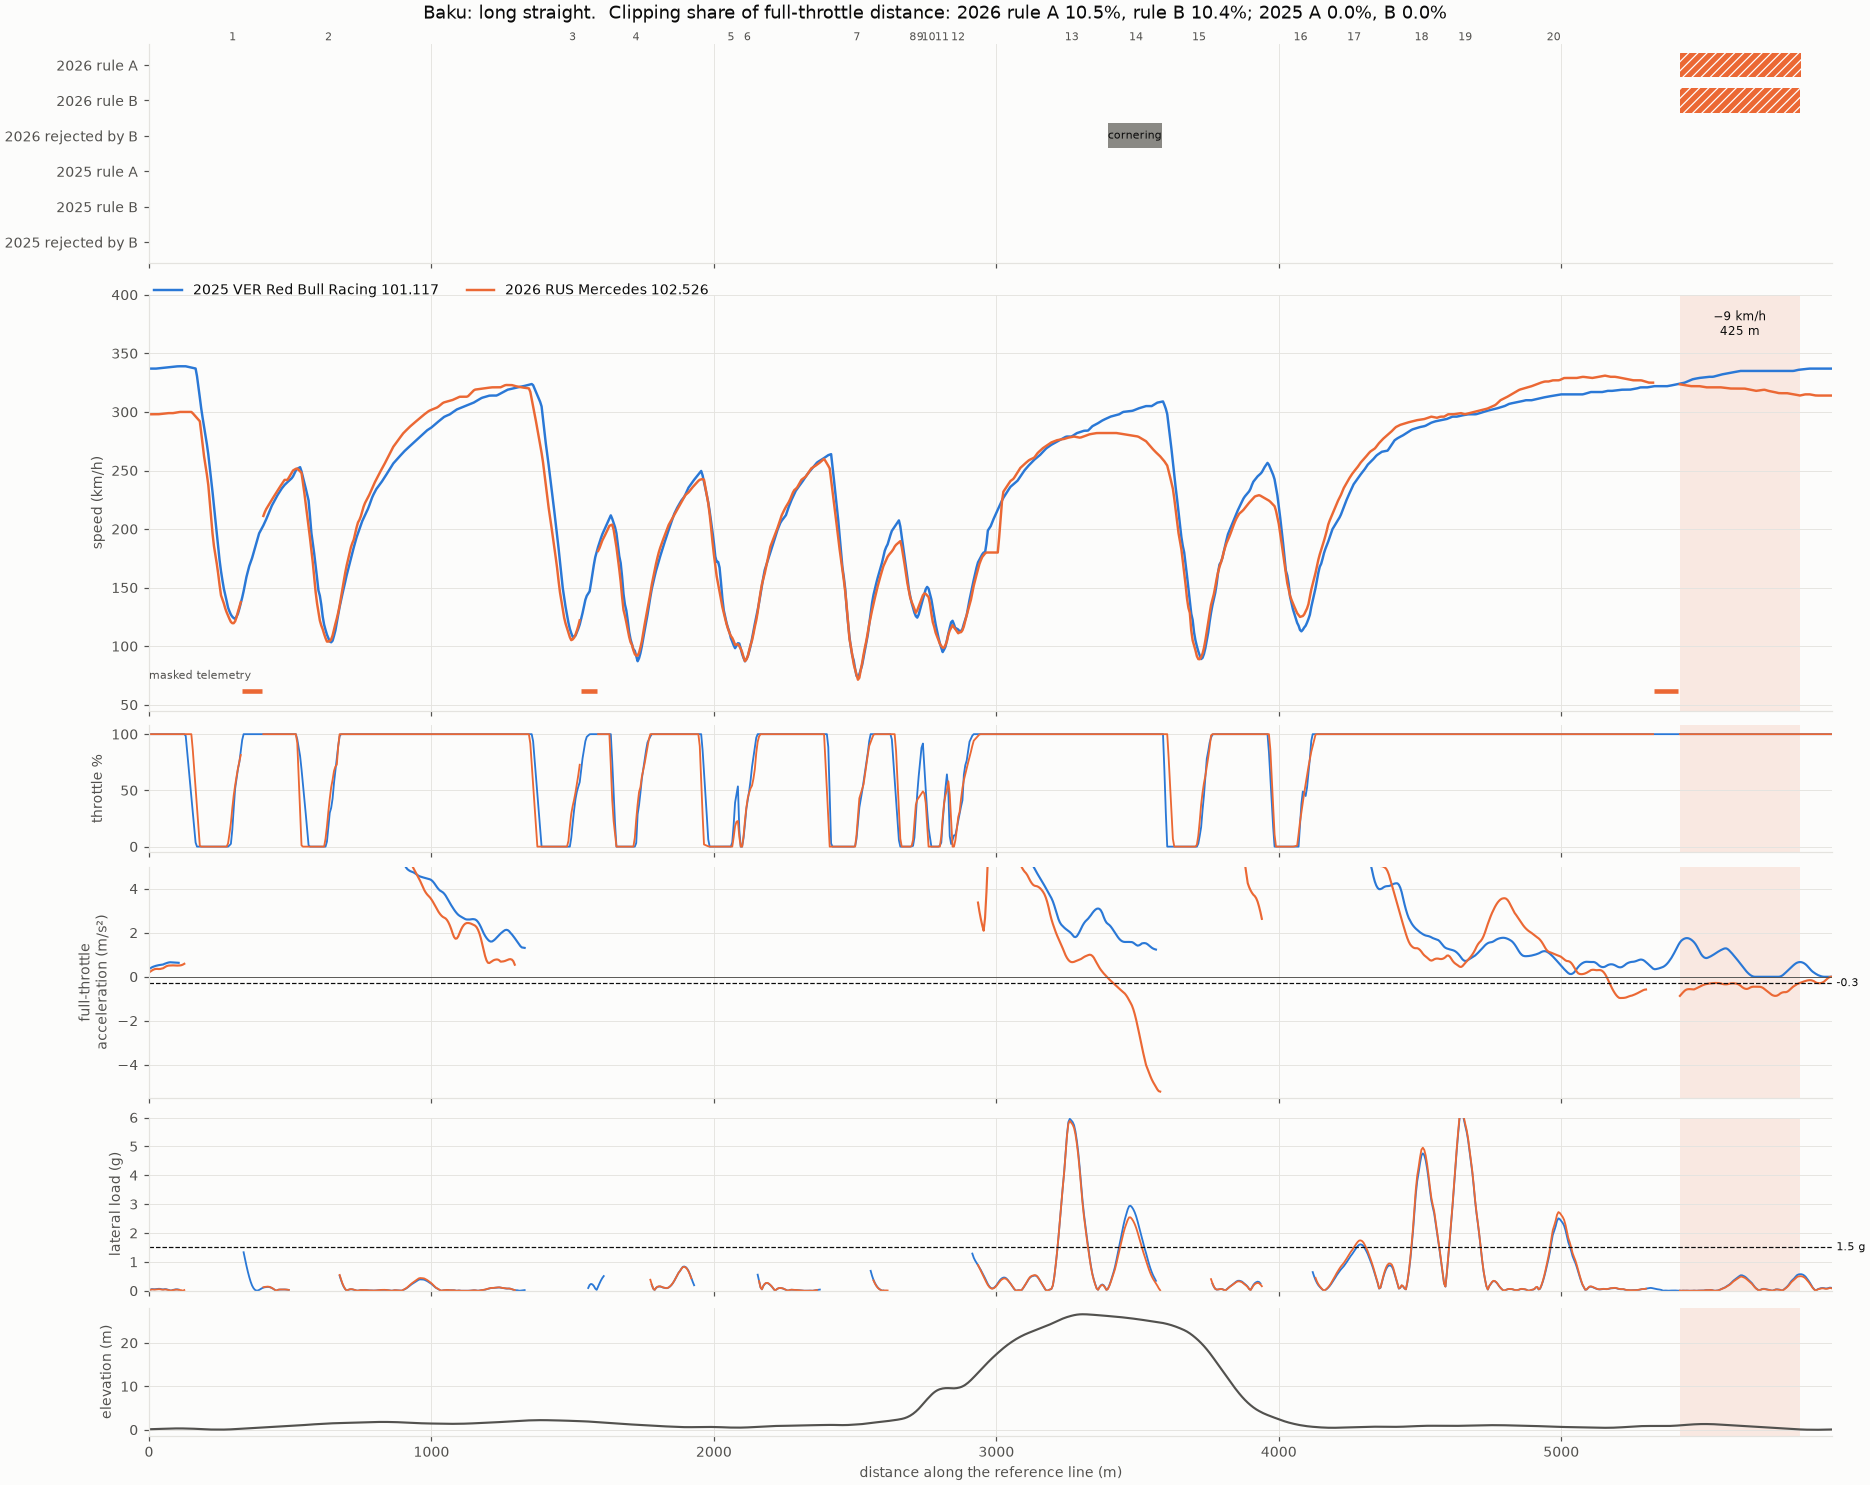 Baku: long straight.  Clipping share of full-throttle distance: 2026 rule A 10.5%, rule B 10.4%; 2025 A 0.0%, B 0.0%
1 2 3 4 5 6 7 8 9 10 11 12 13 14 15 16 17 18 19 20
2026 rule A
2026 rule B
2026 rejected by B
cornering
2025 rule A
2025 rule B
2025 rejected by B
2025 VER Red Bull Racing 101.117
2026 RUS Mercedes 102.526
400
350
300
250
200
150
100
50
speed (km/h)
−9 km/h
425 m
masked telemetry
100
50
0
throttle %
4
2
0
−2
−4
full-throttle
acceleration (m/s²)
-0.3
6
5
4
3
2
1
0
lateral load (g)
1.5 g
20
10
0
elevation (m)
0 1000 2000 3000 4000 5000
distance along the reference line (m)